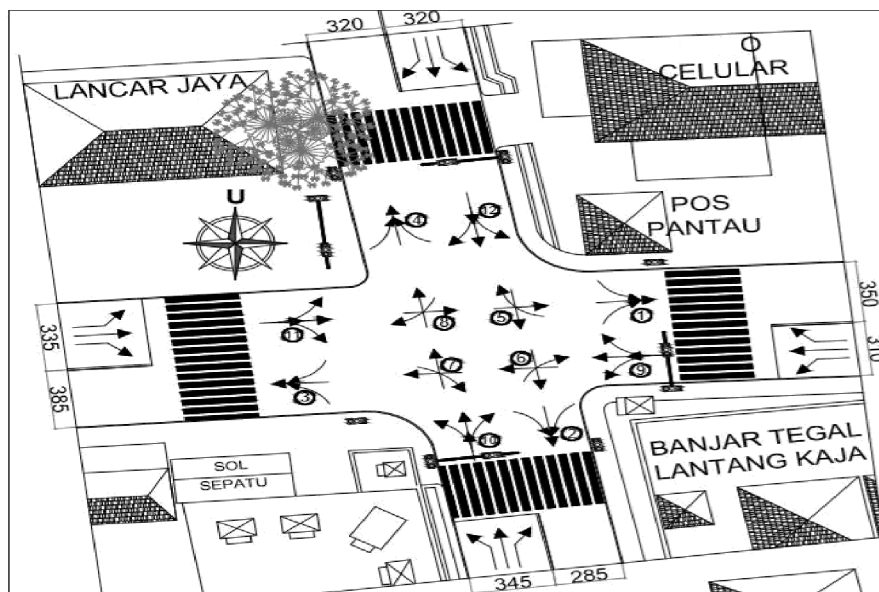 320 320
LANCAR JAYA
O
CELULAR
U
POS
PANTAU
4
12
335
385
350
310
11
8
5
1
3
7
6
9
10
2
SOL
SEPATU
BANJAR TEGAL
LANTANG KAJA
345 285